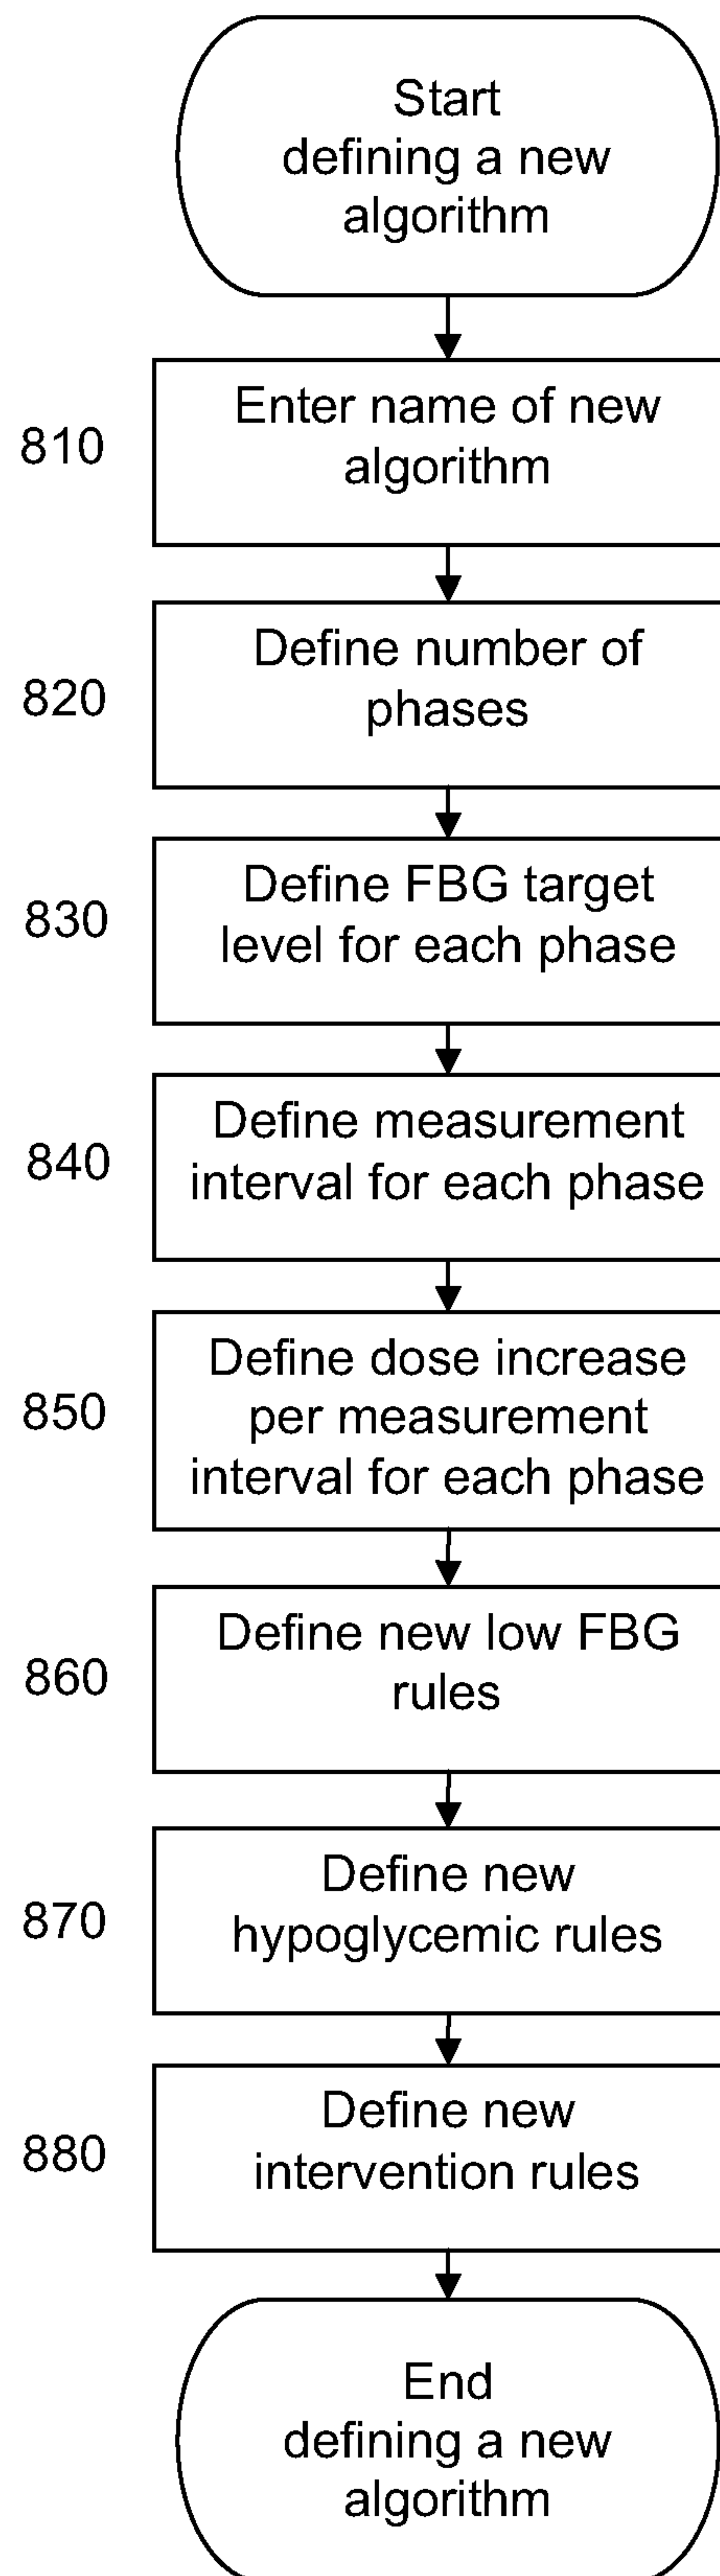 Start
defining a new
algorithm
810
Enter name of new
algorithm
820
Define number of
phases
830
Define FBG target
level for each phase
840
Define measurement
interval for each phase
850
Define dose increase
per measurement
interval for each phase
860
Define new low FBG
rules
870
Define new
hypoglycemic rules
880
Define new
intervention rules
End
defining a new
algorithm